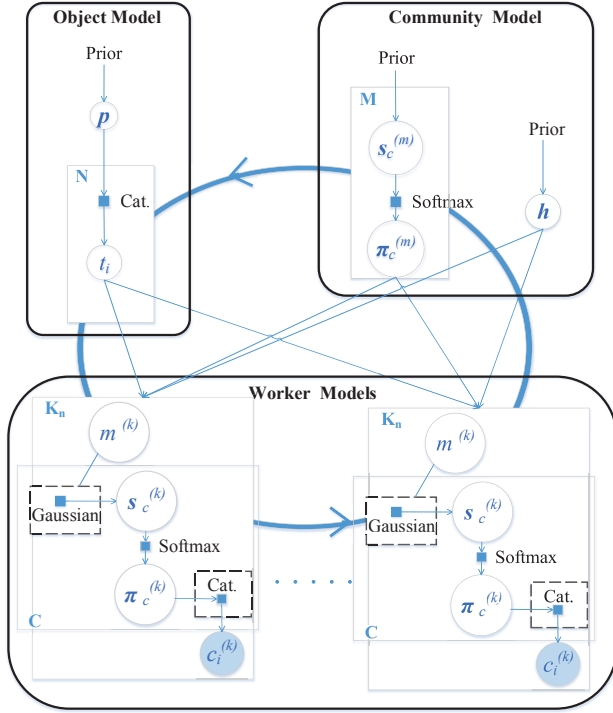 Object Model
Prior
p
N
Cat.
t_i
Community Model
Prior
M
s_c^(m)
Softmax
π_c^(m)
Prior
h
Worker Models
K_n
m^(k)
Gaussian
s_c^(k)
Softmax
π_c^(k)
Cat.
C
c_i^(k)
. . . . .
K_n
m^(k)
Gaussian
s_c^(k)
Softmax
π_c^(k)
Cat.
C
c_i^(k)